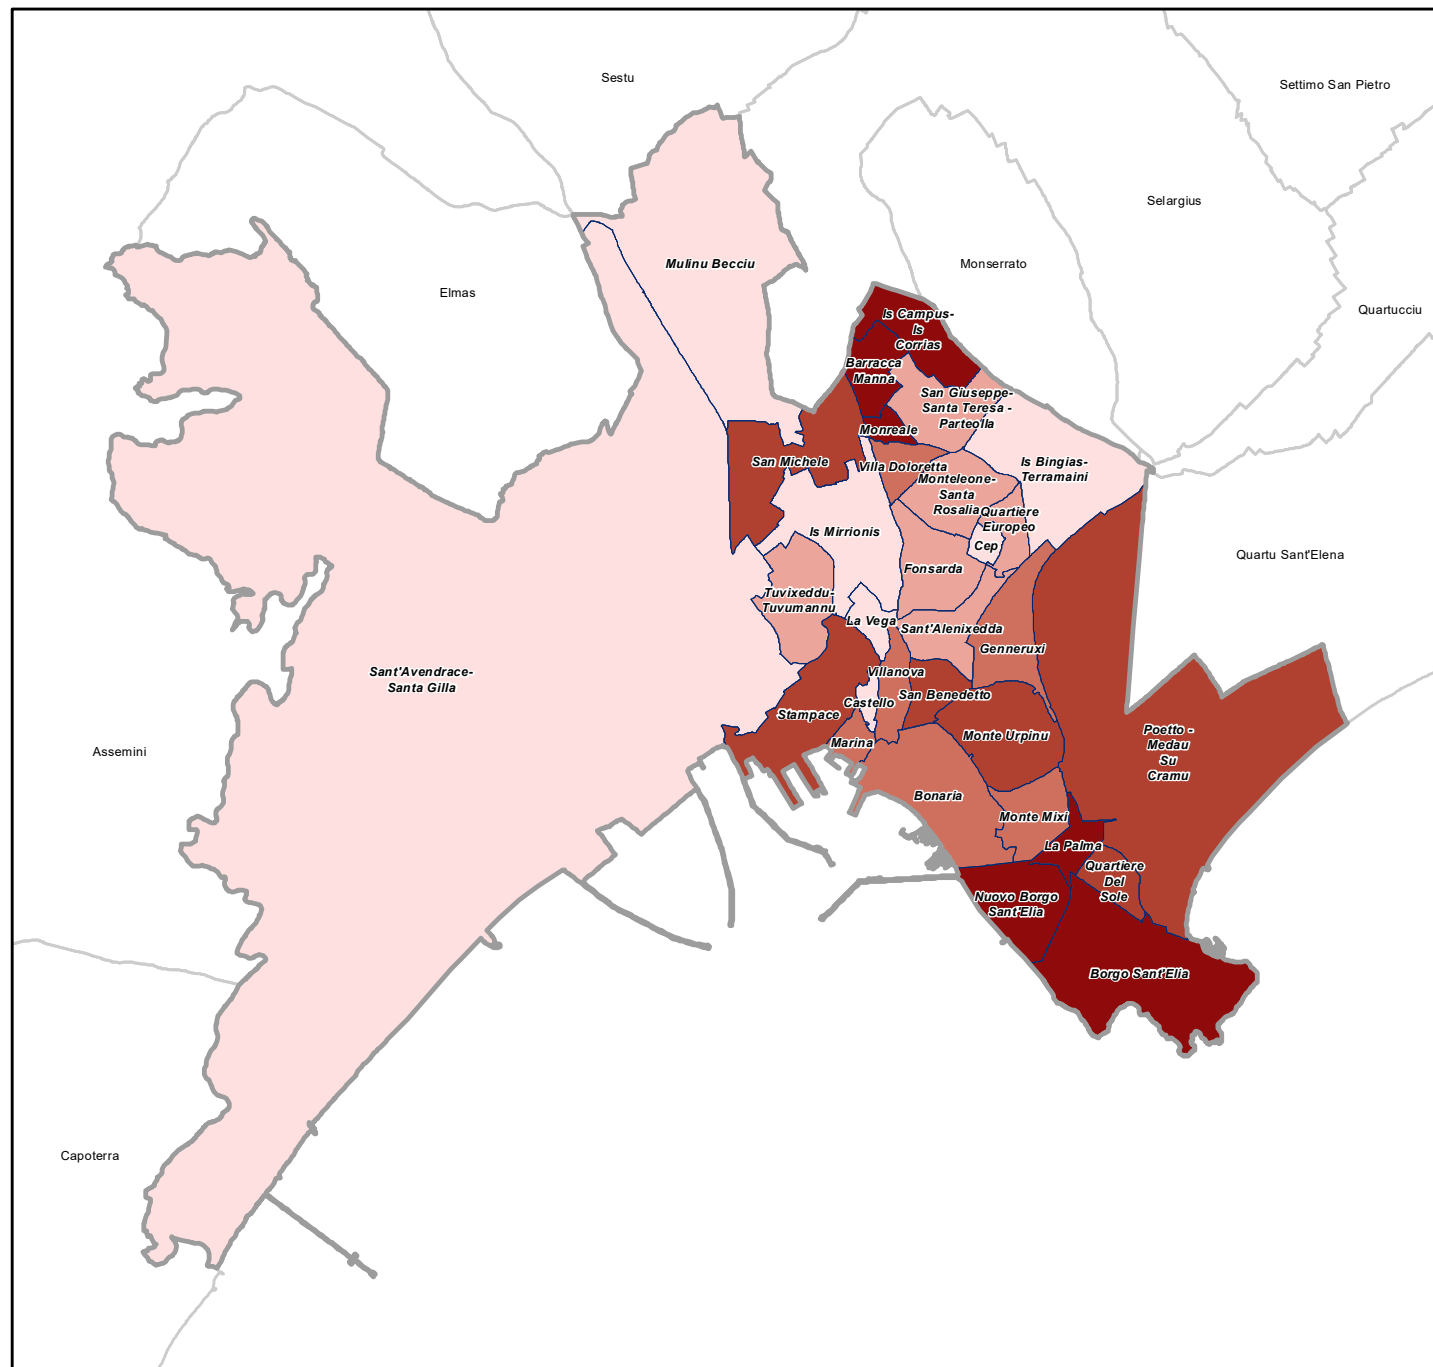 Sestu
Settimo San Pietro
Selargius
Mulinu Becciu
Monserrato
Elmas
Quartucciu
Is Campus-
Is
Corrias
Barracca
Manna
San Giuseppe-
Santa Teresa -
Parteolla
Monreale
San Michele
Villa Doloretta
Is Bingias-
Terramaini
Monteleone-
Santa
Rosalia
Quartiere
Europeo
Is Mirrionis
Cep
Quartu Sant'Elena
Fonsarda
Tuvixeddu-
Tuvumannu
La Vega
Sant'Alenixedda
Genneruxi
Sant'Avendrace-
Santa Gilla
Villanova
San Benedetto
Castello
Stampace
Marina
Monte Urpinu
Poetto -
Medau
Su
Cramu
Assemini
Bonaria
Monte Mixi
La Palma
Quartiere
Del
Sole
Nuovo Borgo
Sant'Elia
Borgo Sant'Elia
Capoterra